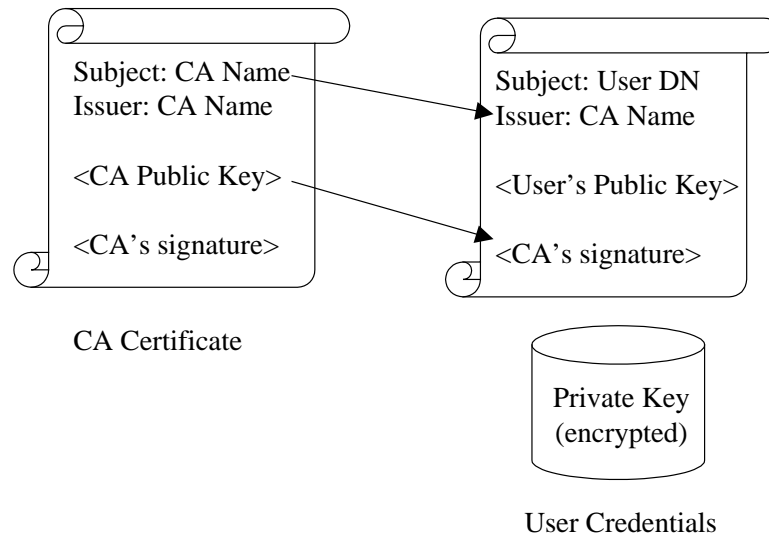 Subject: CA Name
Issuer: CA Name
<CA Public Key>
<CA's signature>
CA Certificate
Subject: User DN
Issuer: CA Name
<User's Public Key>
<CA's signature>
Private Key
(encrypted)
User Credentials